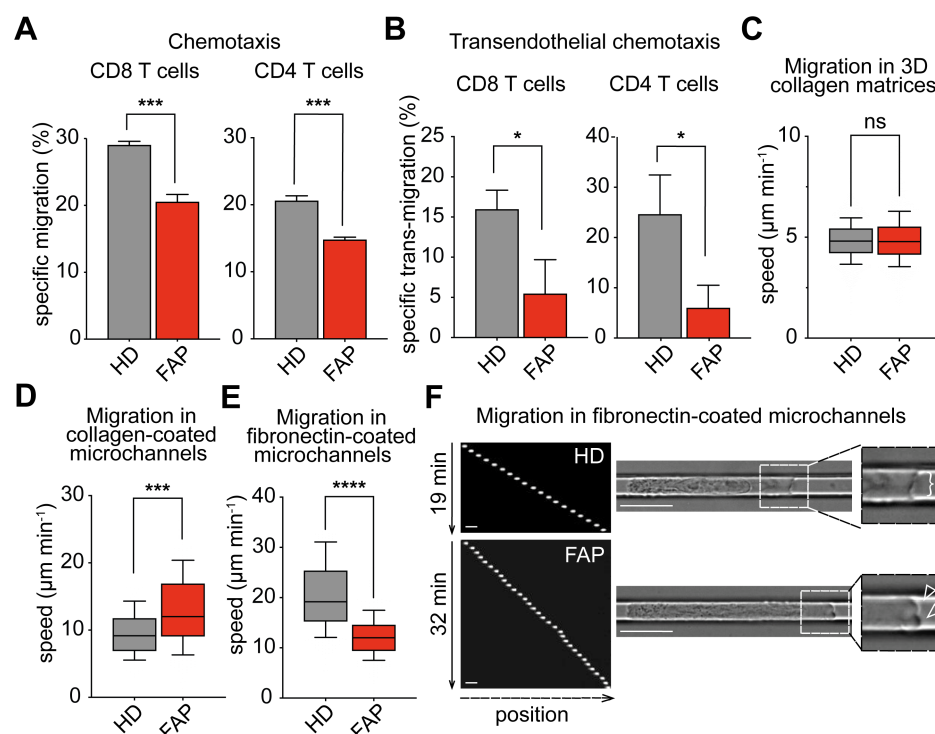 A
Chemotaxis
CD8 T cells
CD4 T cells
specific migration (%)
30
20
10
0
***
HD
FAP
30
20
10
0
***
HD
FAP
B
Transendothelial chemotaxis
CD8 T cells
CD4 T cells
specific trans-migration (%)
25
20
15
10
5
0
*
HD
FAP
40
30
20
10
0
*
HD
FAP
C
Migration in 3D
collagen matrices
speed (µm min⁻¹)
10
5
0
ns
HD
FAP
D
Migration in
collagen-coated
microchannels
speed (µm min⁻¹)
30
20
10
0
***
HD
FAP
E
Migration in
fibronectin-coated
microchannels
speed (µm min⁻¹)
40
30
20
10
0
****
HD
FAP
F
Migration in fibronectin-coated microchannels
19 min
HD
32 min
FAP
position